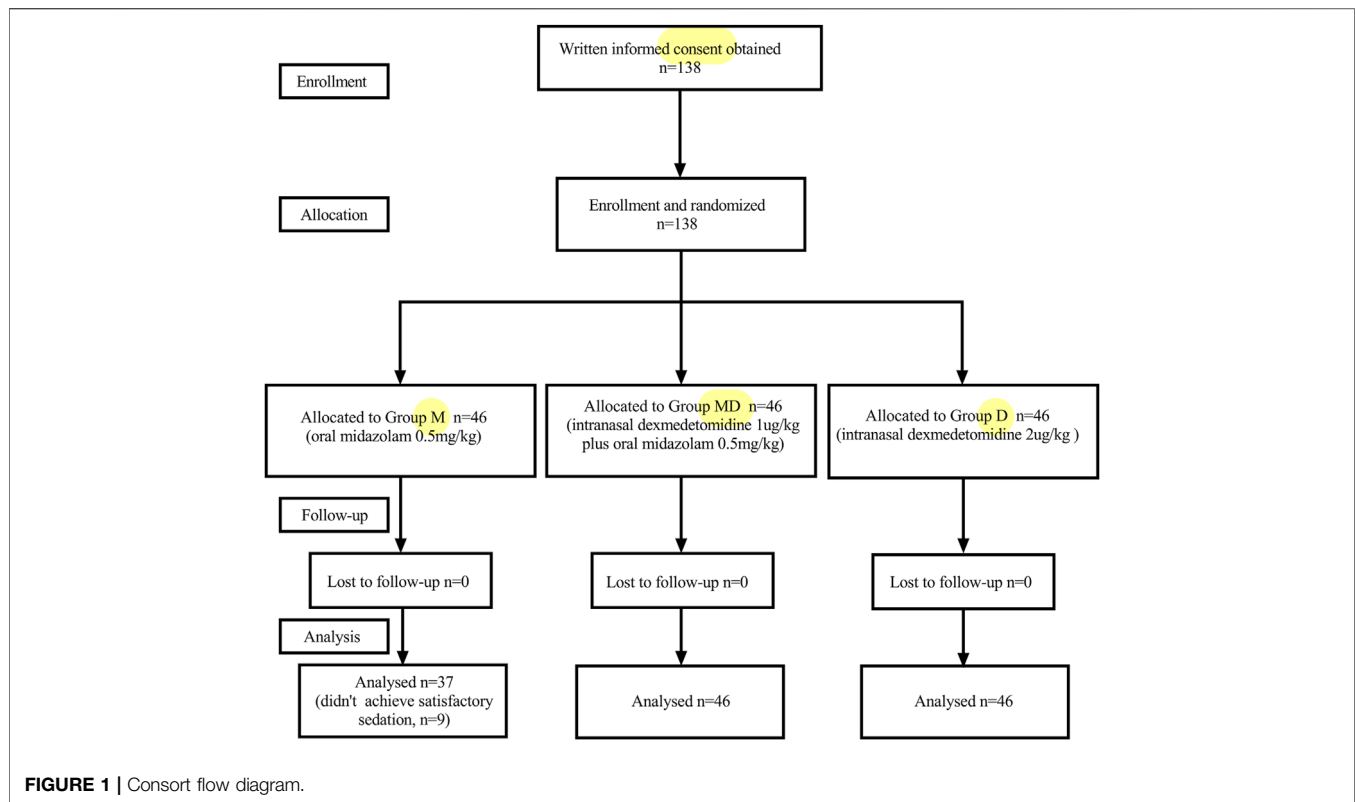 Written informed consent obtained
n=138
Enrollment
Allocation
Enrollment and randomized
n=138
Allocated to Group M n=46
(oral midazolam 0.5mg/kg)
Allocated to Group MD n=46
(intranasal dexmedetomidine 1ug/kg
plus oral midazolam 0.5mg/kg)
Allocated to Group D n=46
(intranasal dexmedetomidine 2ug/kg )
Follow-up
Lost to follow-up n=0
Lost to follow-up n=0
Lost to follow-up n=0
Analysis
Analysed n=37
(didn't achieve satisfactory
sedation, n=9)
Analysed n=46
Analysed n=46
FIGURE 1 | Consort flow diagram.